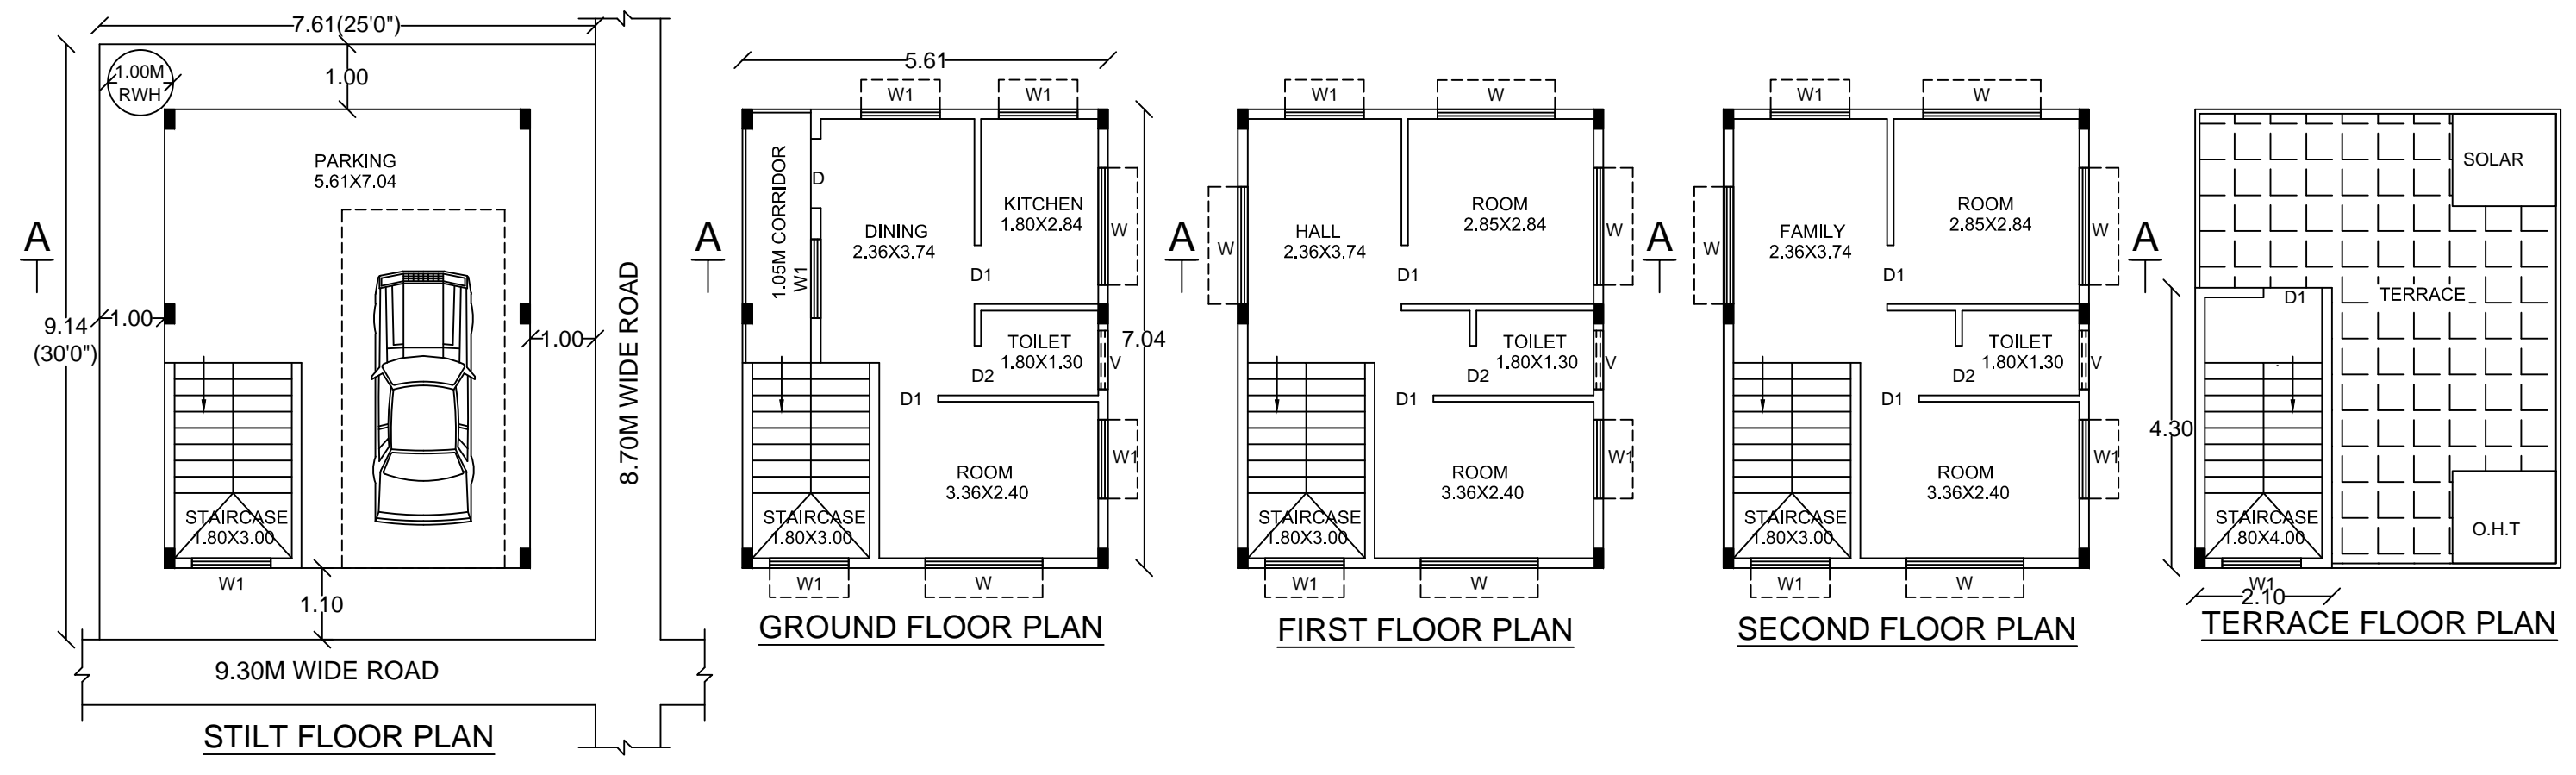 7.61(25'0")
1.00M
RWH
1.00
PARKING
5.61X7.04
A
9.14
(30'0")
1.00
1.00
8.70M WIDE ROAD
STAIRCASE
1.80X3.00
W1
1.10
9.30M WIDE ROAD
STILT FLOOR PLAN
5.61
W1
W1
1.05M CORRIDOR
D
KITCHEN
1.80X2.84
DINING
2.36X3.74
A
W
W1
D1
TOILET
1.80X1.30
7.04
V
D2
D1
ROOM
3.36X2.40
W1
STAIRCASE
1.80X3.00
W1
W
GROUND FLOOR PLAN
W1
W
A
HALL
2.36X3.74
ROOM
2.85X2.84
W
W
D1
TOILET
1.80X1.30
V
D2
D1
ROOM
3.36X2.40
W1
STAIRCASE
1.80X3.00
W1
W
FIRST FLOOR PLAN
W1
W
A
FAMILY
2.36X3.74
ROOM
2.85X2.84
W
W
D1
TOILET
1.80X1.30
V
D2
D1
ROOM
3.36X2.40
W1
STAIRCASE
1.80X3.00
W1
W
SECOND FLOOR PLAN
SOLAR
A
D1
TERRACE
4.30
STAIRCASE
1.80X4.00
O.H.T
W1
2.10
TERRACE FLOOR PLAN